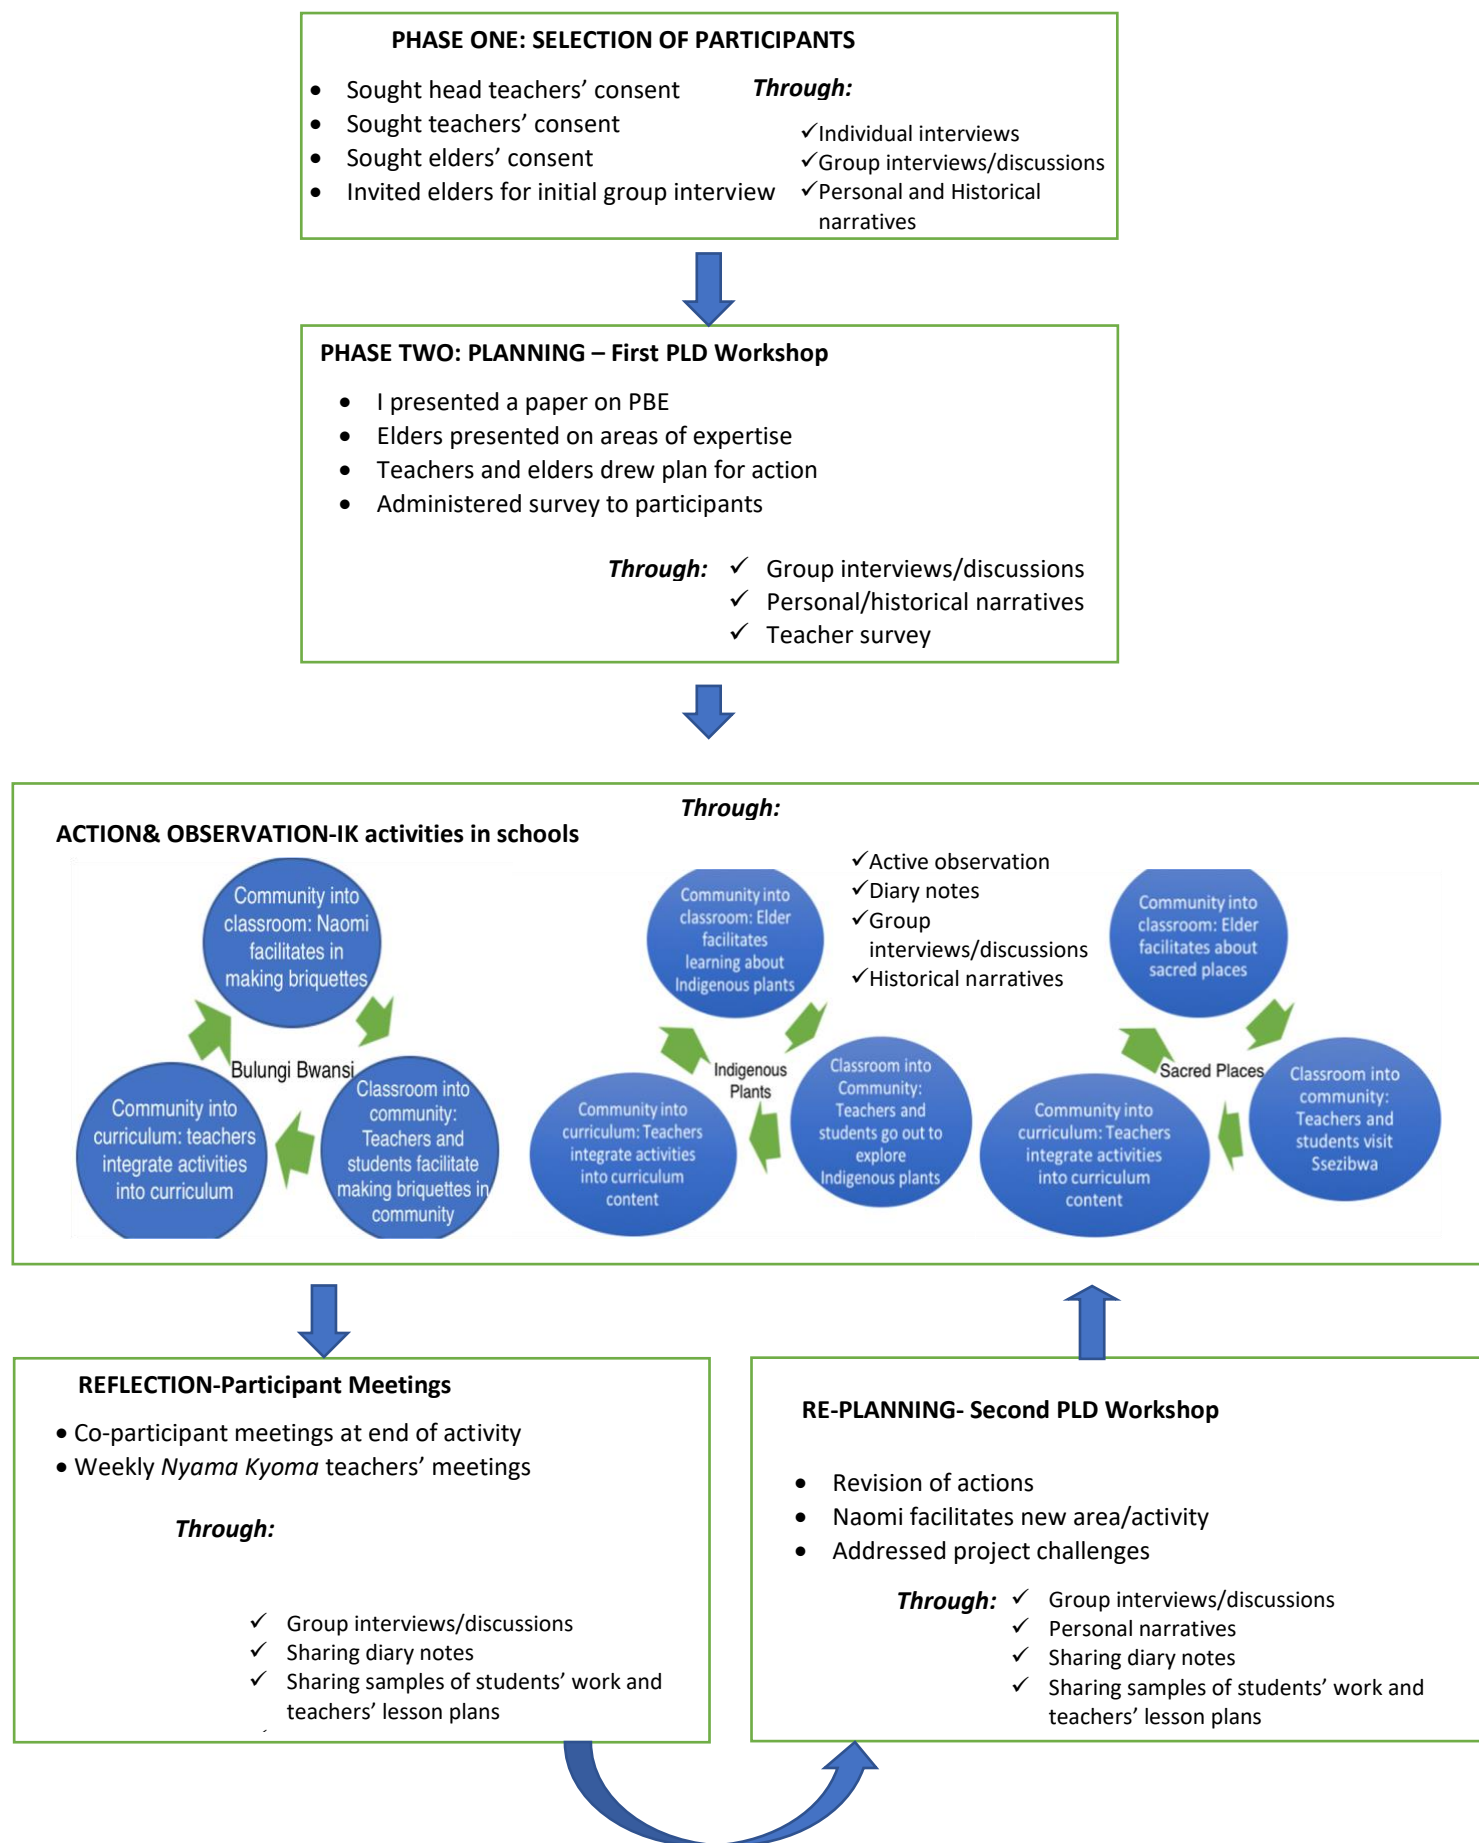 PHASE ONE: SELECTION OF PARTICIPANTS
• Sought head teachers’ consent
• Sought teachers’ consent
• Sought elders’ consent
• Invited elders for initial group interview
Through:
✓Individual interviews
✓Group interviews/discussions
✓Personal and Historical
narratives
PHASE TWO: PLANNING – First PLD Workshop
• I presented a paper on PBE
• Elders presented on areas of expertise
• Teachers and elders drew plan for action
• Administered survey to participants
Through: ✓ Group interviews/discussions
✓ Personal/historical narratives
✓ Teacher survey
Through:
ACTION& OBSERVATION-IK activities in schools
✓Active observation
✓Diary notes
✓Group
interviews/discussions
✓Historical narratives
Community into
classroom: Naomi
facilitates in
making briquettes
Bulungi Bwansi
Classroom into
community:
Teachers and
students facilitate
making briquettes in
community
Community into
curriculum: teachers
integrate activities
into curriculum
Community into
classroom: Elder
facilitates
learning about
Indigenous plants
Indigenous
Plants
Classroom into
Community:
Teachers and
students go out to
explore
Indigenous plants
Community into
curriculum: Teachers
integrate activities
into curriculum
content
Community into
classroom: Elder
facilitates about
sacred places
Sacred Places
Classroom into
community:
Teachers and
students visit
Ssezibwa
Community into
curriculum: Teachers
integrate activities
into curriculum
content
REFLECTION-Participant Meetings
• Co-participant meetings at end of activity
• Weekly Nyama Kyoma teachers’ meetings
Through:
✓ Group interviews/discussions
✓ Sharing diary notes
✓ Sharing samples of students’ work and
teachers’ lesson plans
RE-PLANNING- Second PLD Workshop
• Revision of actions
• Naomi facilitates new area/activity
• Addressed project challenges
Through: ✓ Group interviews/discussions
✓ Personal narratives
✓ Sharing diary notes
✓ Sharing samples of students’ work and
teachers’ lesson plans